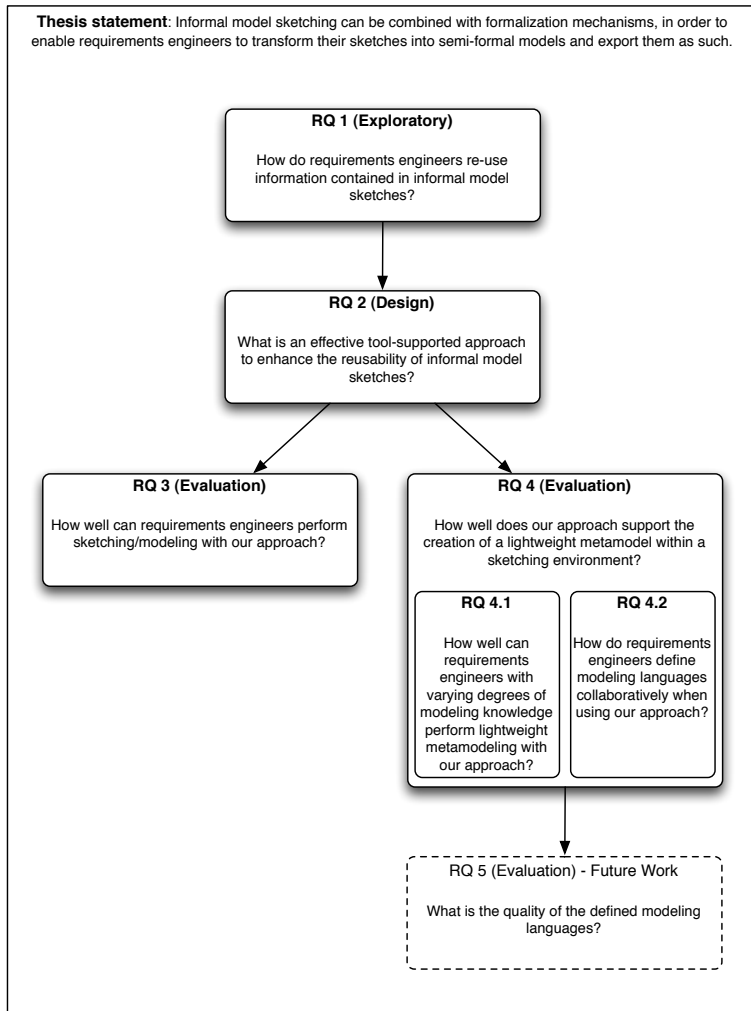 Thesis statement: Informal model sketching can be combined with formalization mechanisms, in order to
enable requirements engineers to transform their sketches into semi-formal models and export them as such.
RQ 1 (Exploratory)
How do requirements engineers re-use
information contained in informal model
sketches?
RQ 2 (Design)
What is an effective tool-supported approach
to enhance the reusability of informal model
sketches?
RQ 3 (Evaluation)
How well can requirements engineers perform
sketching/modeling with our approach?
RQ 4 (Evaluation)
How well does our approach support the
creation of a lightweight metamodel within a
sketching environment?
RQ 4.1
How well can
requirements
engineers with
varying degrees of
modeling knowledge
perform lightweight
metamodeling with
our approach?
RQ 4.2
How do requirements
engineers define
modeling languages
collaboratively when
using our approach?
RQ 5 (Evaluation) - Future Work
What is the quality of the defined modeling
languages?